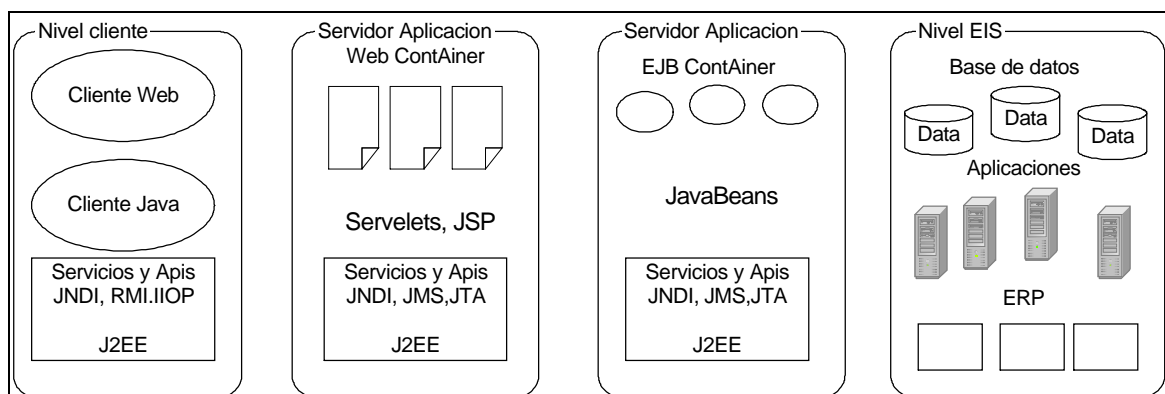 Nivel cliente
Cliente Web
Cliente Java
Servicios y Apis
JNDI, RMI.IIOP
J2EE
Servidor Aplicacion
Web ContAiner
Servelets, JSP
Servicios y Apis
JNDI, JMS,JTA
J2EE
Servidor Aplicacion
EJB ContAiner
JavaBeans
Servicios y Apis
JNDI, JMS,JTA
J2EE
Nivel EIS
Base de datos
Data
Data
Data
Aplicaciones
ERP